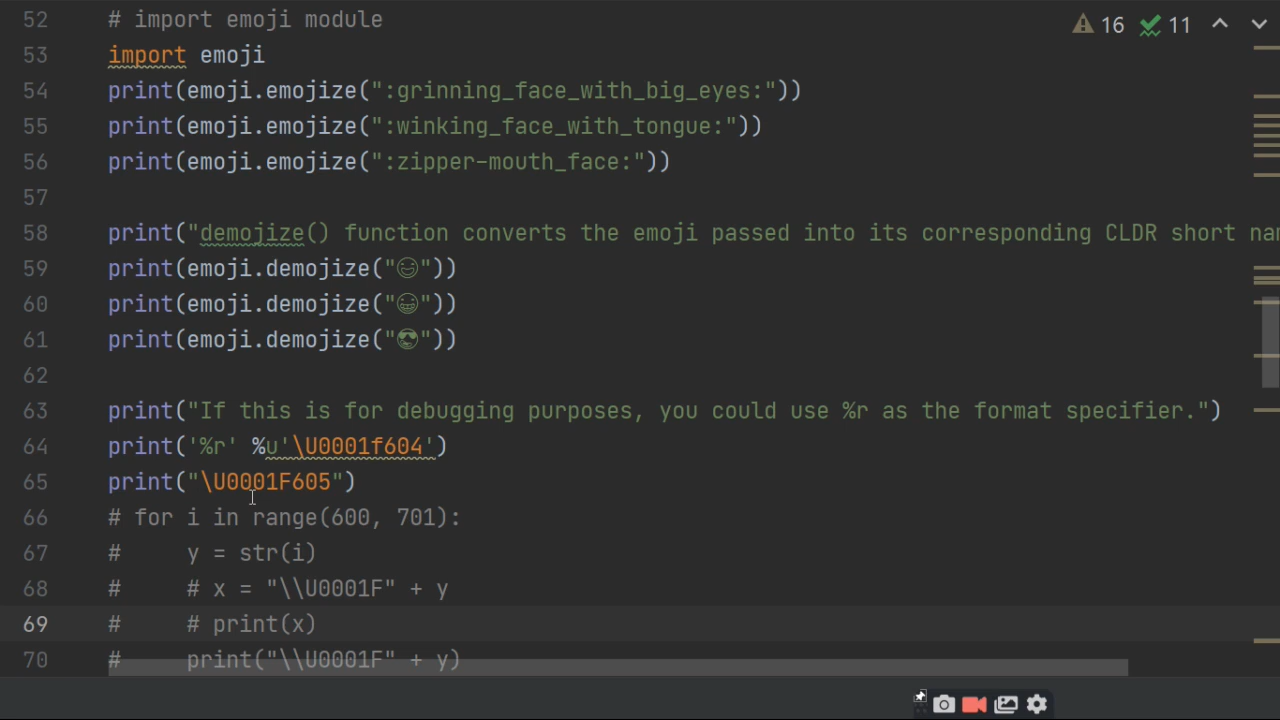 16 11
52 # import emoji module
53 import emoji
54 print(emoji.emojize(":grinning_face_with_big_eyes:"))
55 print(emoji.emojize(":winking_face_with_tongue:"))
56 print(emoji.emojize(":zipper-mouth_face:"))
57
58 print("demojize() function converts the emoji passed into its corresponding CLDR short na
59 print(emoji.demojize("😄"))
60 print(emoji.demojize("😁"))
61 print(emoji.demojize("😎"))
62
63 print("If this is for debugging purposes, you could use %r as the format specifier.")
64 print('%r' %u'\U0001f604')
65 print("\U0001F605")
66 # for i in range(600, 701):
67 #     y = str(i)
68 #     # x = "\\U0001F" + y
69 #     # print(x)
70 #     print("\\U0001F" + y)